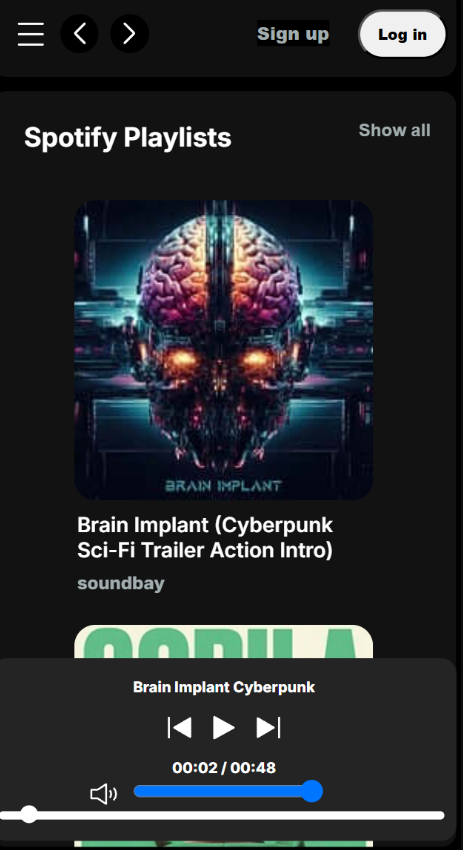 Sign up
Log in
Spotify Playlists
Show all
BRAIN IMPLANT
Brain Implant (Cyberpunk
Sci-Fi Trailer Action Intro)
soundbay
Brain Implant Cyberpunk
00:02 / 00:48